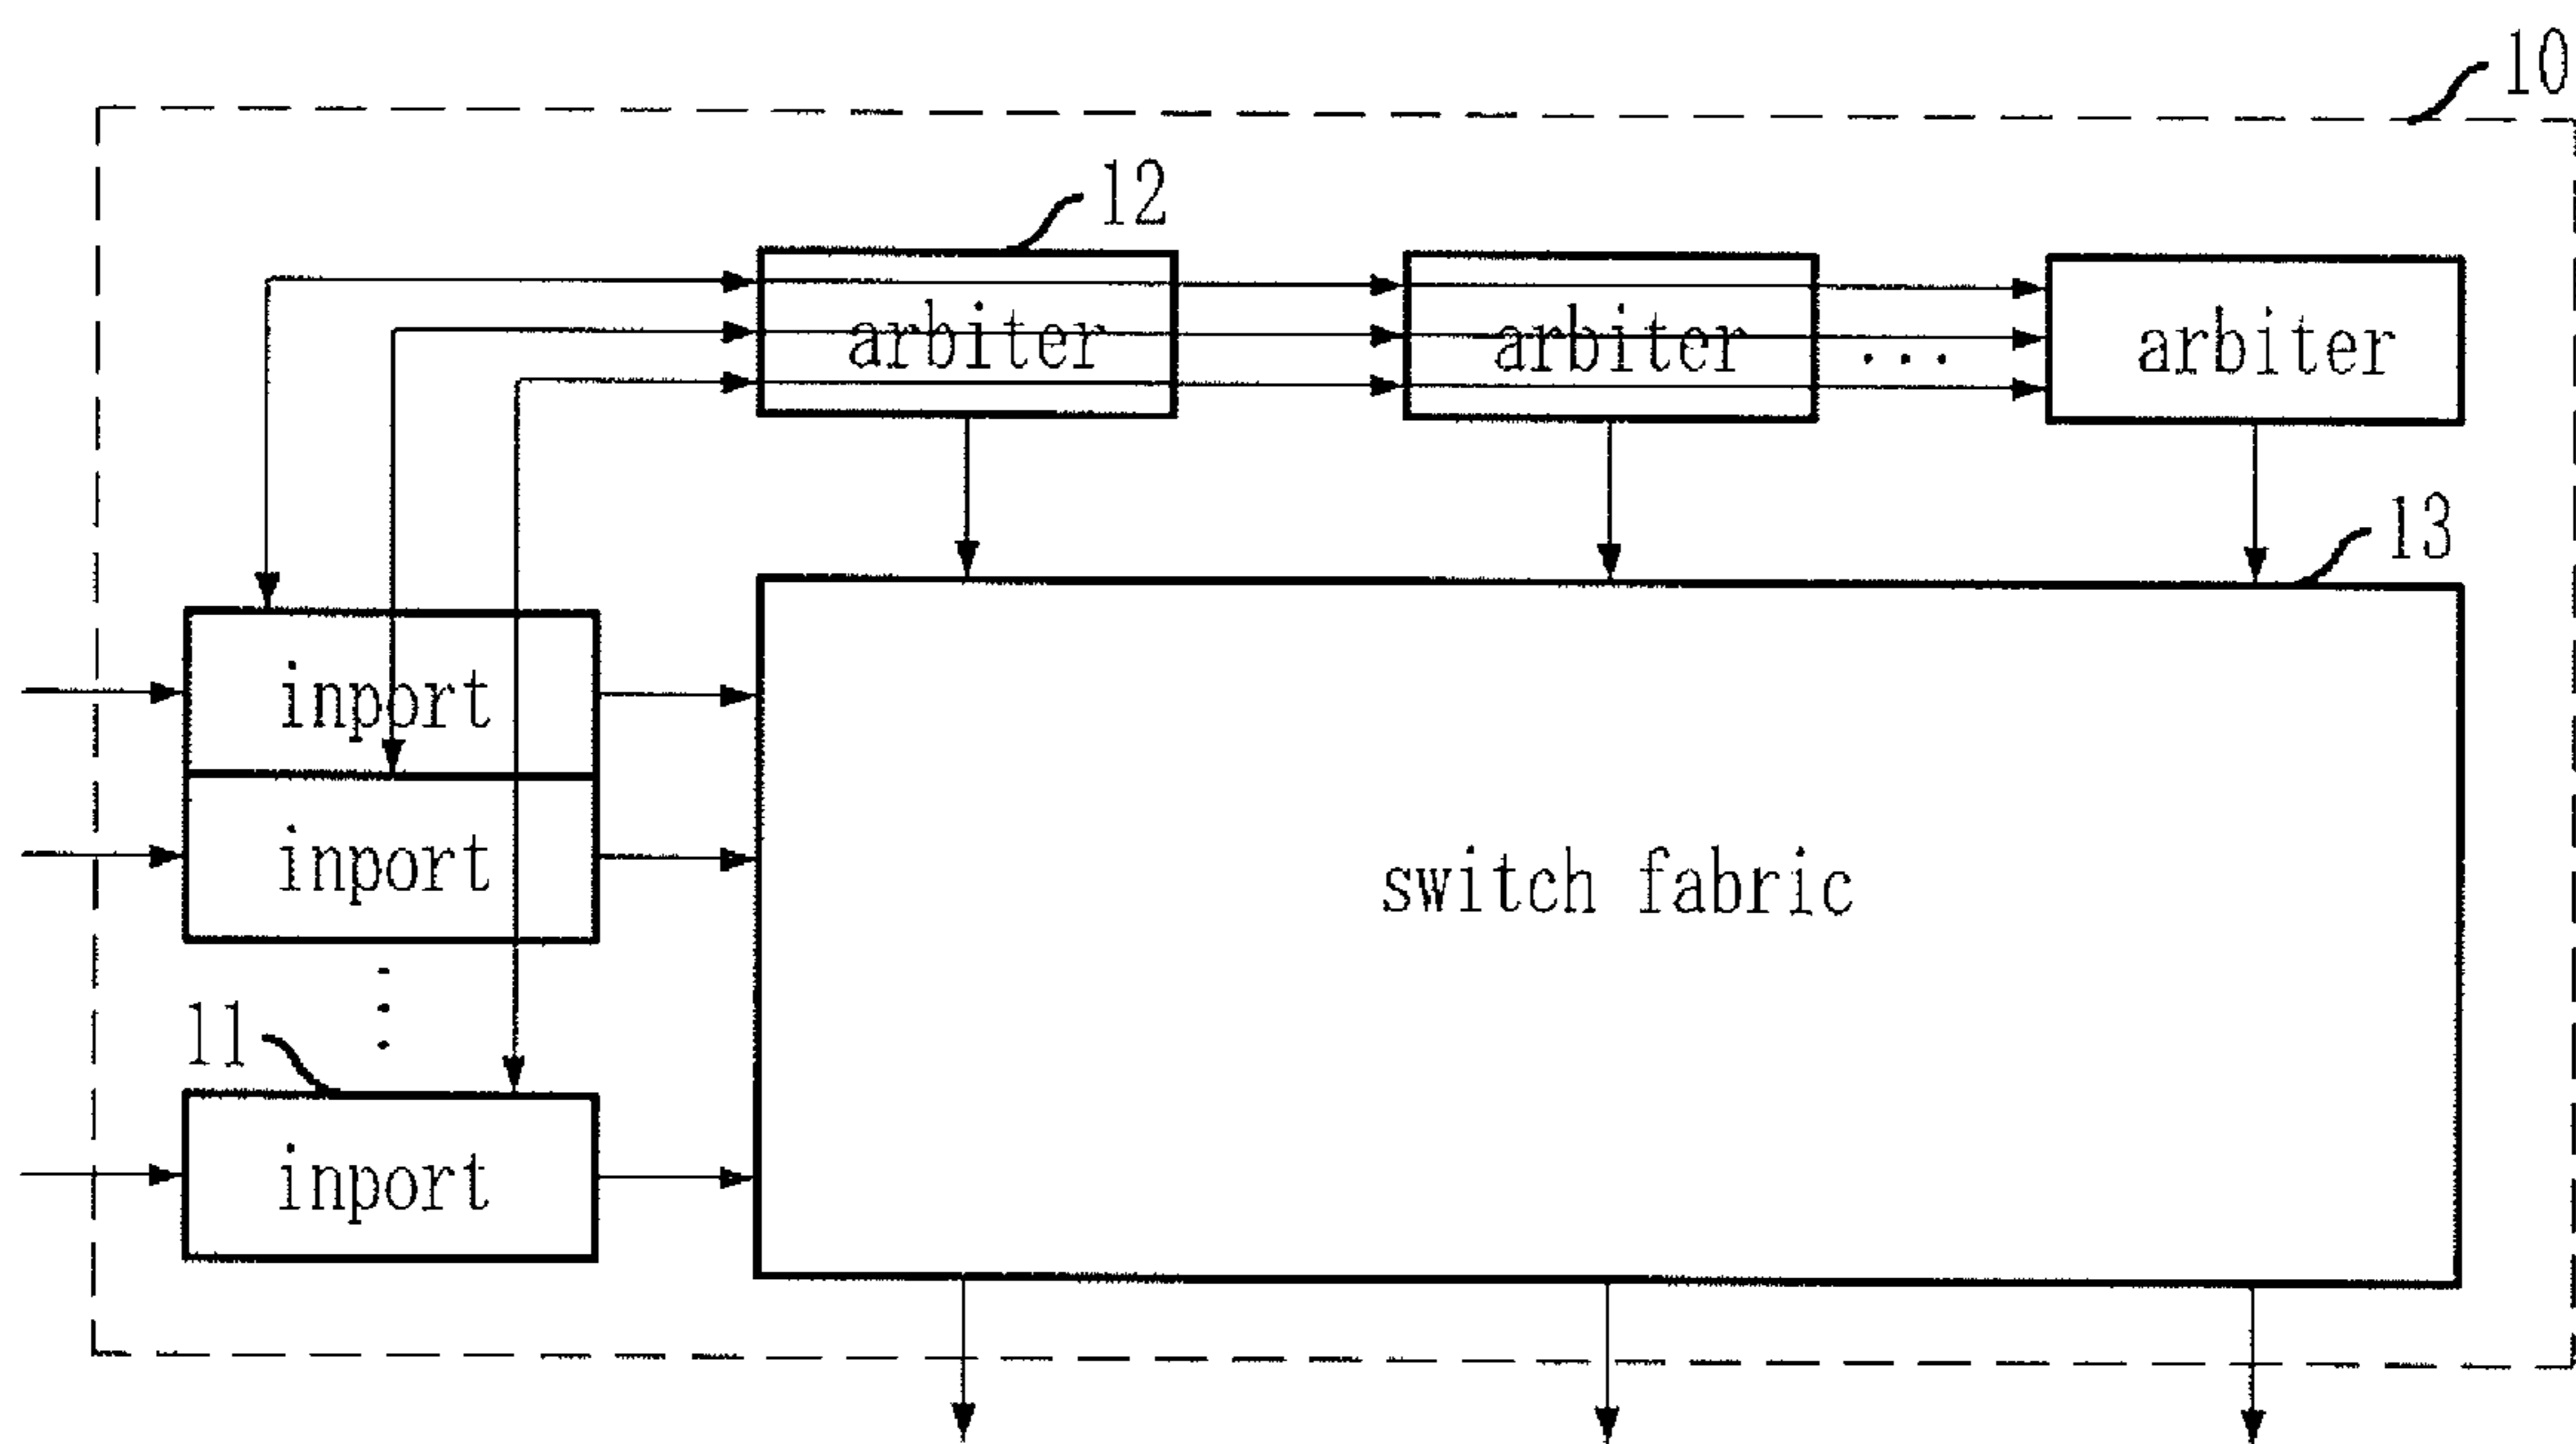 10
12
arbiter arbiter ... arbiter
13
inport
inport
switch fabric
11
inport